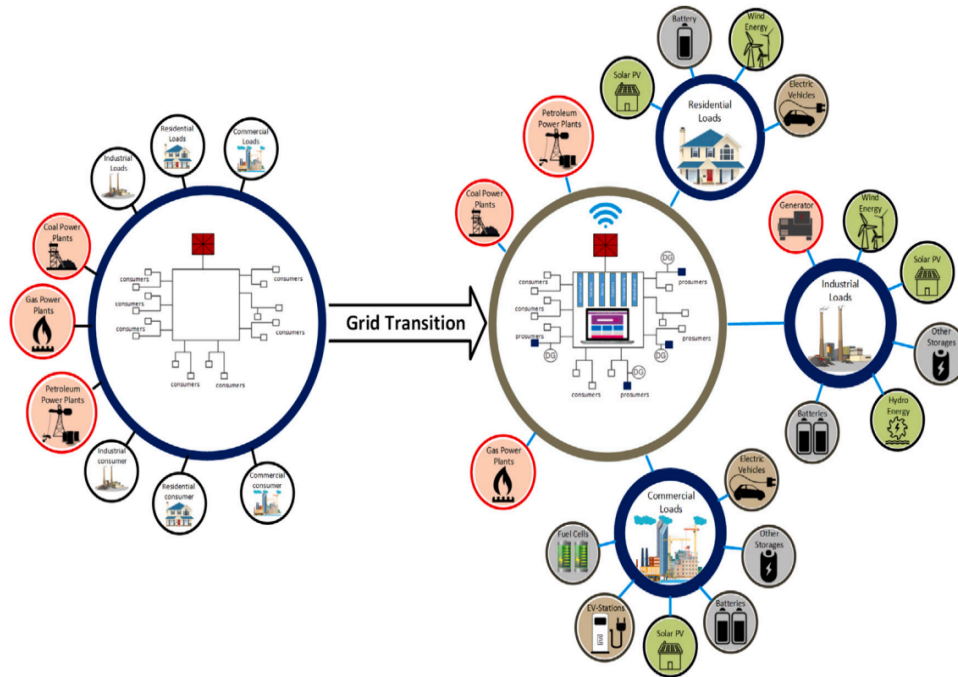 Residential
Loads
Commercial
Loads
Industrial
Loads
Coal Power
Plants
Gas Power
Plants
Petroleum
Power Plants
Industrial
consumer
Residential
consumer
Commercial
consumer
consumers
consumers
consumers
consumers
consumers
consumers
consumers
Grid Transition
Petroleum
Power Plants
Coal Power
Plants
Gas Power
Plants
DG
consumers
prosumers
consumers
prosumers
prosumers
DG
DG
DG
consumers
prosumers
Battery
Wind
Energy
Solar PV
Electric
Vehicles
Residential
Loads
Generator
Wind
Energy
Solar PV
Industrial
Loads
Other
Storages
Hydro
Energy
Batteries
Commercial
Loads
Electric
Vehicles
Fuel Cells
Other
Storages
EV-Stations
Solar PV
Batteries